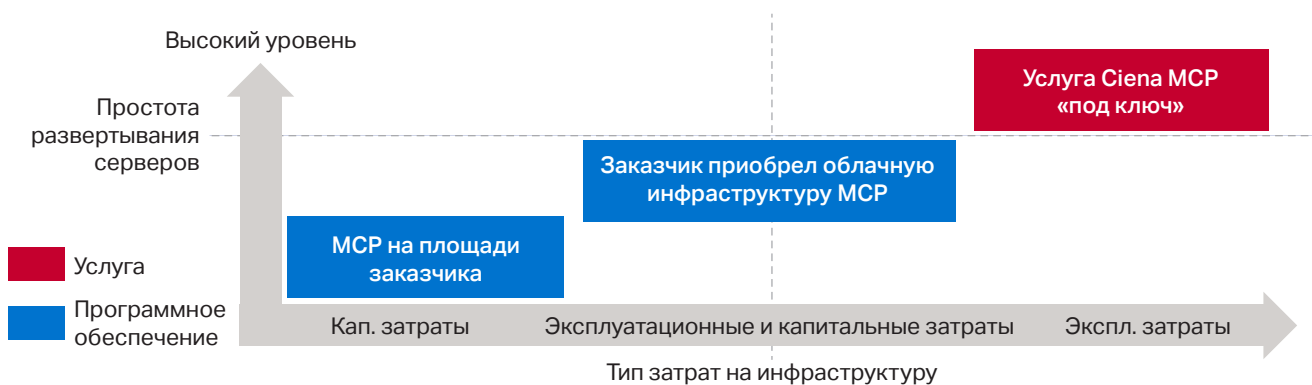 Высокий уровень
Простота
развертывания
серверов
Услуга Ciena MCP
«под ключ»
Заказчик приобрел облачную
инфраструктуру MCP
MCP на площади
заказчика
Услуга
Программное
обеспечение
Кап. затраты
Эксплуатационные и капитальные затраты
Экспл. затраты
Тип затрат на инфраструктуру